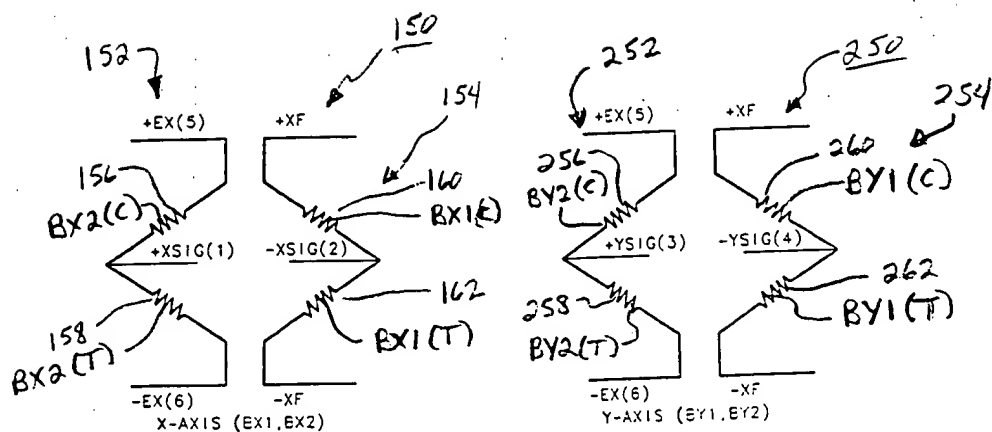 150
152
154
+EX(5)
+XF
156
160
BX2(C)
BX1(C)
+XSIG(1)
-XSIG(2)
158
162
BX2(T)
BX1(T)
-EX(6)
-XF
X-AXIS (EX1,EX2)
250
252
254
+EX(5)
+XF
256
260
BY2(C)
BY1(C)
+YSIG(3)
-YSIG(4)
258
262
BY2(T)
BY1(T)
-EX(6)
-XF
Y-AXIS (EY1,EY2)